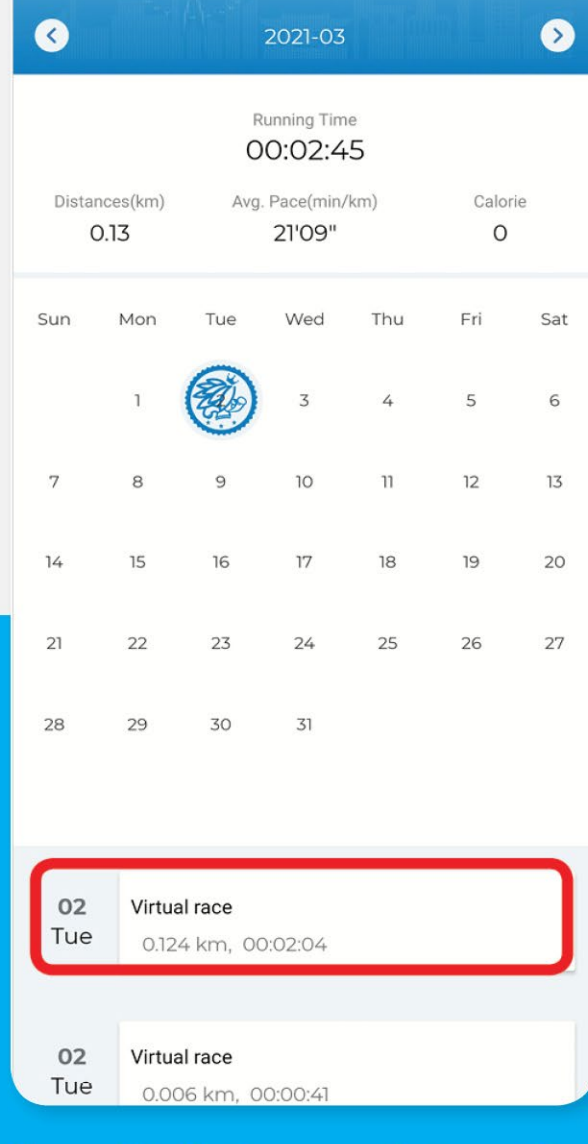 2021-03
Running Time
00:02:45
Distances(km) Avg. Pace(min/km) Calorie
0.13 21'09" 0
Sun Mon Tue Wed Thu Fri Sat
1 2 3 4 5 6
7 8 9 10 11 12 13
14 15 16 17 18 19 20
21 22 23 24 25 26 27
28 29 30 31
02 Virtual race
Tue 0.124 km, 00:02:04
02 Virtual race
Tue 0.006 km, 00:00:41